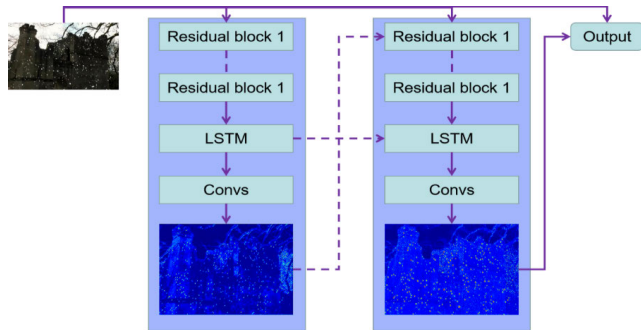 Residual block 1
Residual block 1
LSTM
Convs
Residual block 1
Residual block 1
LSTM
Convs
Output